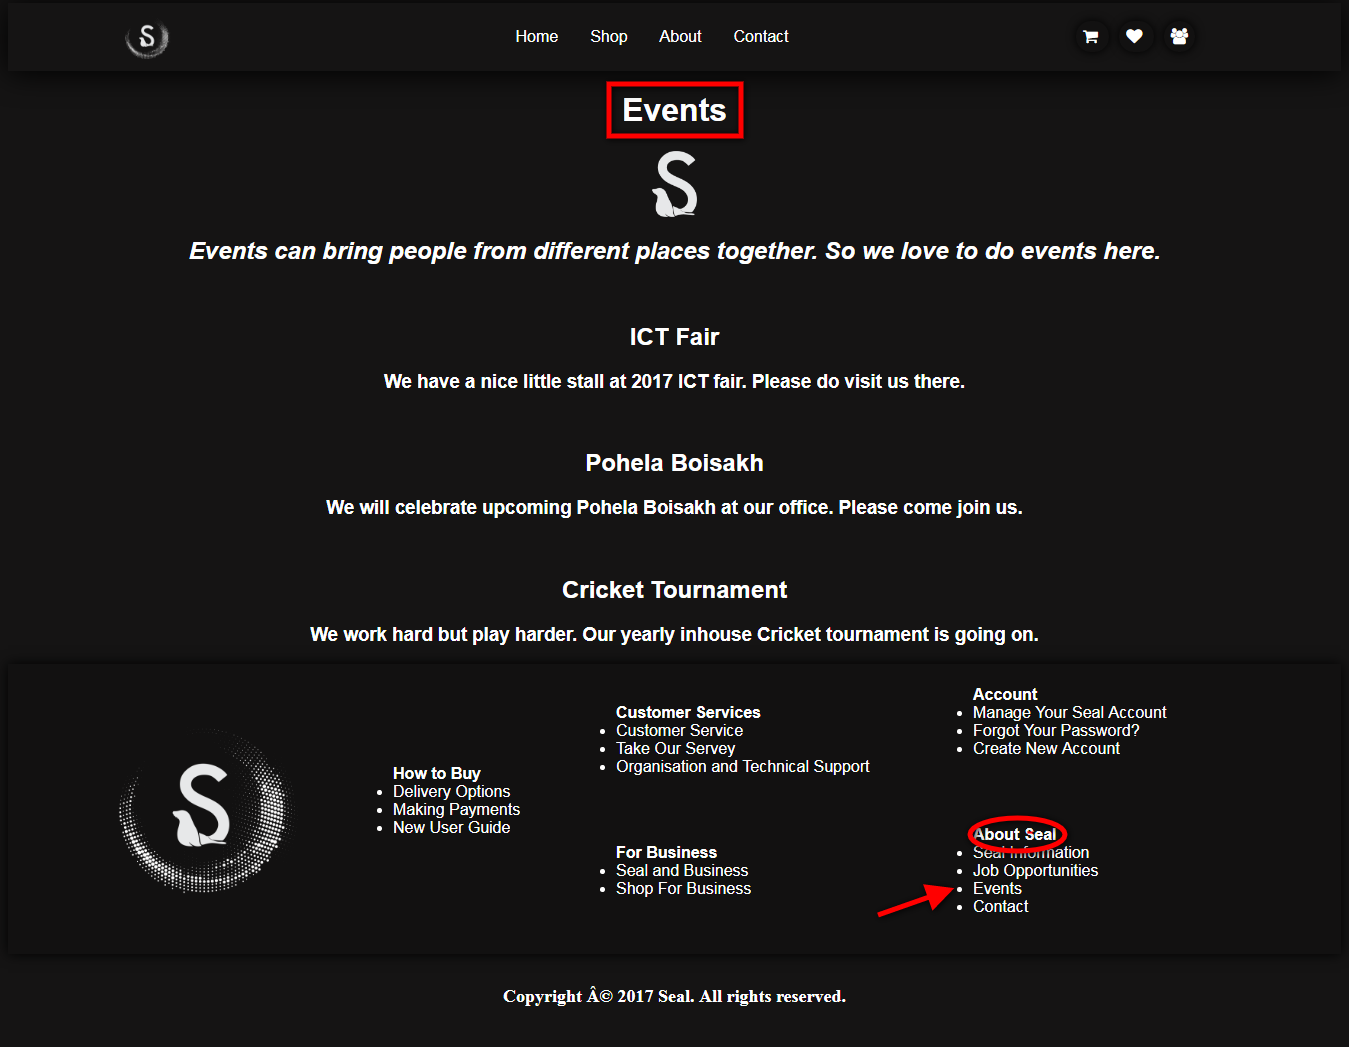 S
Home Shop About Contact
Events
S
Events can bring people from different places together. So we love to do events here.
ICT Fair
We have a nice little stall at 2017 ICT fair. Please do visit us there.
Pohela Boisakh
We will celebrate upcoming Pohela Boisakh at our office. Please come join us.
Cricket Tournament
We work hard but play harder. Our yearly inhouse Cricket tournament is going on.
S
How to Buy
Delivery Options
Making Payments
New User Guide
Customer Services
Customer Service
Take Our Servey
Organisation and Technical Support
For Business
Seal and Business
Shop For Business
Account
Manage Your Seal Account
Forgot Your Password?
Create New Account
About Seal
Seal Information
Job Opportunities
Events
Contact
Copyright Â© 2017 Seal. All rights reserved.